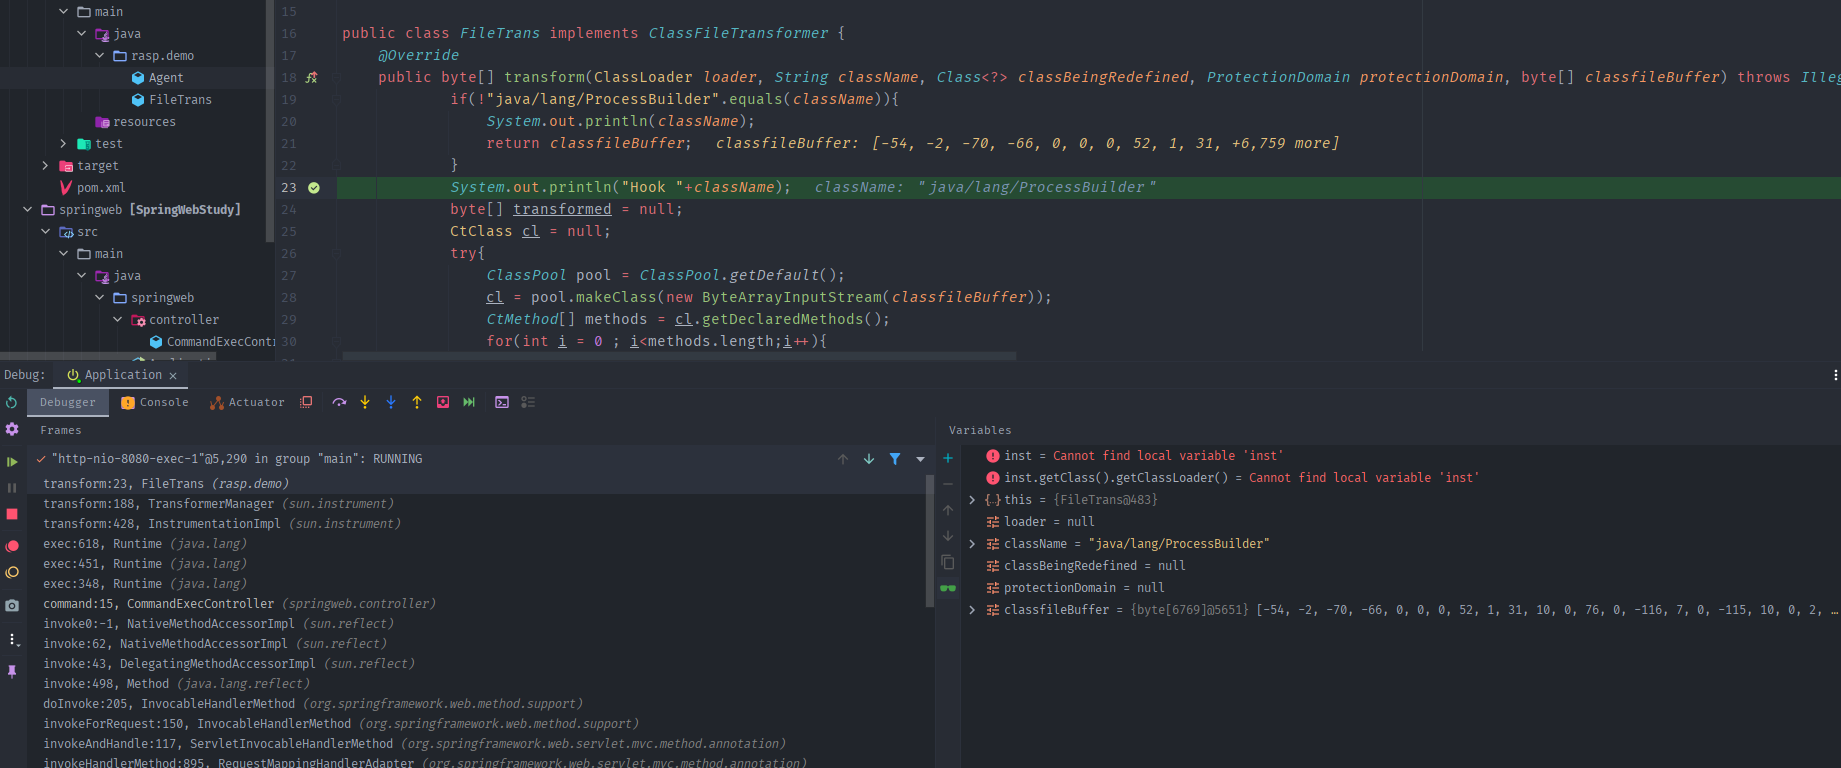 main
java
rasp.demo
Agent
FileTrans
resources
test
target
pom.xml
springweb [SpringWebStudy]
src
main
java
springweb
controller
CommandExecContr
15
16 public class FileTrans implements ClassFileTransformer {
17 @Override
18 public byte[] transform(ClassLoader loader, String className, Class<?> classBeingRedefined, ProtectionDomain protectionDomain, byte[] classfileBuffer) throws Illeg
19 if(!"java/lang/ProcessBuilder".equals(className)){
20 System.out.println(className);
21 return classfileBuffer; classfileBuffer: [-54, -2, -70, -66, 0, 0, 0, 52, 1, 31, +6,759 more]
22 }
23 System.out.println("Hook "+className); className: "java/lang/ProcessBuilder"
24 byte[] transformed = null;
25 CtClass cl = null;
26 try{
27 ClassPool pool = ClassPool.getDefault();
28 cl = pool.makeClass(new ByteArrayInputStream(classfileBuffer));
29 CtMethod[] methods = cl.getDeclaredMethods();
30 for(int i = 0 ; i<methods.length;i++){
Debug: Application ×
Debugger Console Actuator
Frames
"http-nio-8080-exec-1"@5,290 in group "main": RUNNING
transform:23, FileTrans (rasp.demo)
transform:188, TransformerManager (sun.instrument)
transform:428, InstrumentationImpl (sun.instrument)
exec:618, Runtime (java.lang)
exec:451, Runtime (java.lang)
exec:348, Runtime (java.lang)
command:15, CommandExecController (springweb.controller)
invoke0:-1, NativeMethodAccessorImpl (sun.reflect)
invoke:62, NativeMethodAccessorImpl (sun.reflect)
invoke:43, DelegatingMethodAccessorImpl (sun.reflect)
invoke:498, Method (java.lang.reflect)
doInvoke:205, InvocableHandlerMethod (org.springframework.web.method.support)
invokeForRequest:150, InvocableHandlerMethod (org.springframework.web.method.support)
invokeAndHandle:117, ServletInvocableHandlerMethod (org.springframework.web.servlet.mvc.method.annotation)
invokeHandlerMethod:895, RequestMappingHandlerAdapter (org.springframework.web.servlet.mvc.method.annotation)
Variables
inst = Cannot find local variable 'inst'
inst.getClass().getClassLoader() = Cannot find local variable 'inst'
this = {FileTrans@483}
loader = null
className = "java/lang/ProcessBuilder"
classBeingRedefined = null
protectionDomain = null
classfileBuffer = {byte[6769]@5651} [-54, -2, -70, -66, 0, 0, 0, 52, 1, 31, 10, 0, 76, 0, -116, 7, 0, -115, 10, 0, 2, ...